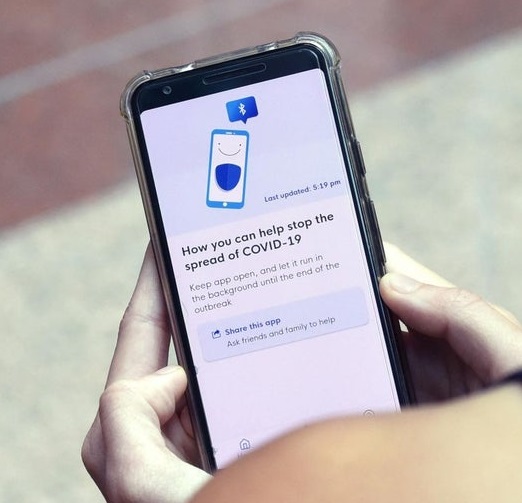 Last updated: 5:19 pm
How you can help stop the
spread of COVID-19
Keep app open, and let it run in
the background until the end of the
outbreak
Share this app
Ask friends and family to help